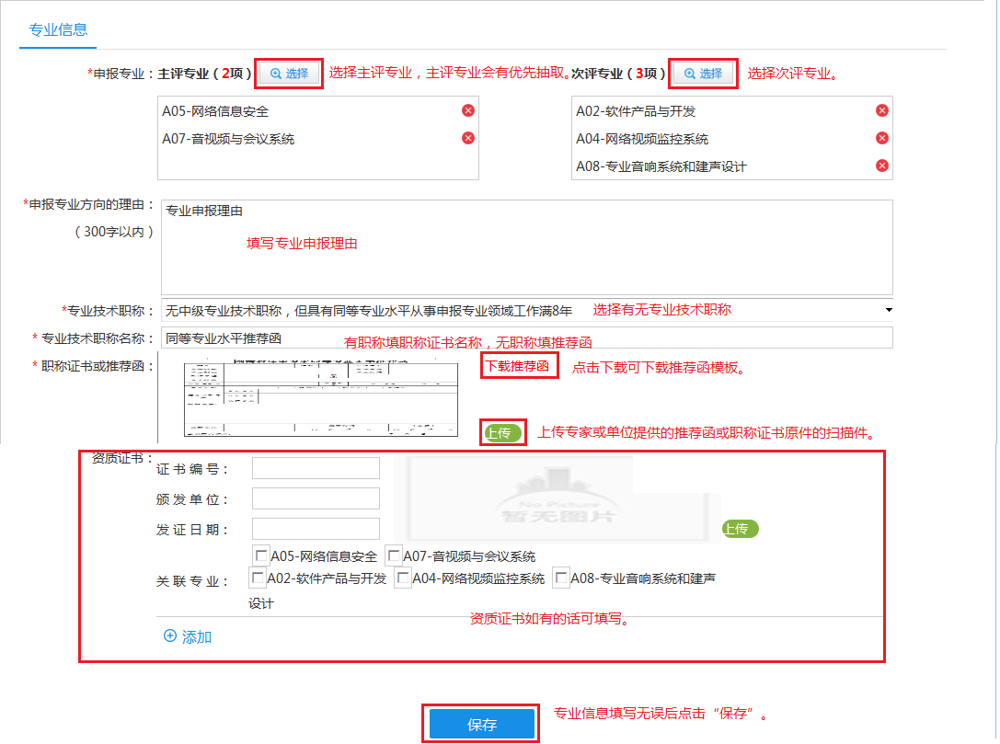 专业信息
*申报专业：主评专业（2项） 选择 选择主评专业，主评专业会有优先抽取。 次评专业（3项） 选择 选择次评专业。
A05-网络信息安全 A02-软件产品与开发
A07-音视频与会议系统 A04-网络视频监控系统
A08-专业音响系统和建声设计
*申报专业方向的理由： 专业申报理由
（300字以内） 填写专业申报理由
*专业技术职称： 无中级专业技术职称，但具有同等专业水平从事申报专业领域工作满8年 选择有无专业技术职称
* 专业技术职称名称： 同等专业水平推荐函 有职称填职称证书名称，无职称填推荐函
* 职称证书或推荐函： 下载推荐函 点击下载可下载推荐函模板。
上传 上传专家或单位提供的推荐函或职称证书原件的扫描件。
资质证书：
证书编号：
颁发单位： No Picture
暂无图片
发证日期： 上传
A05-网络信息安全 A07-音视频与会议系统
关联专业： A02-软件产品与开发 A04-网络视频监控系统 A08-专业音响系统和建声
设计
资质证书如有的话可填写。
添加
保存 专业信息填写无误后点击“保存”。